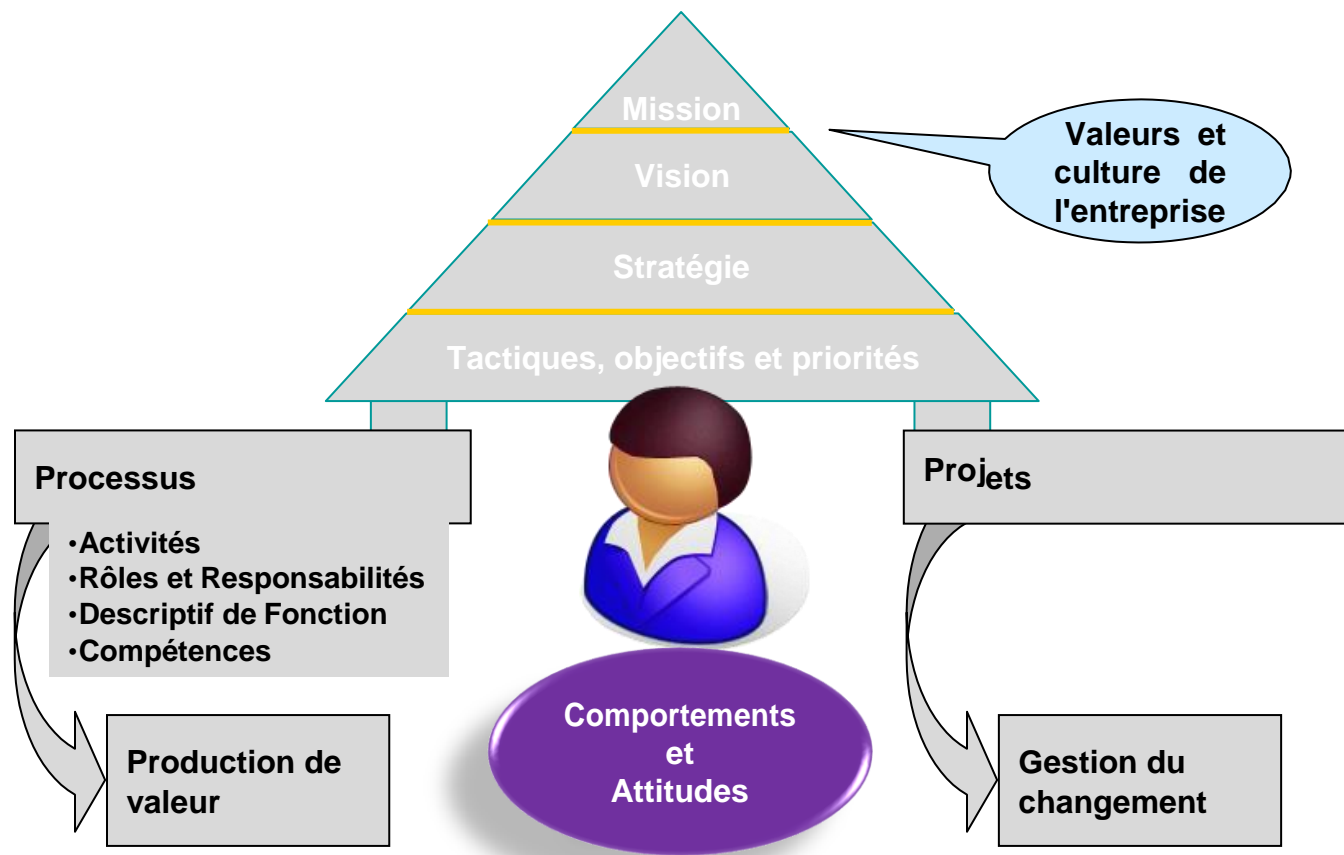 Mission
Valeurs et
culture de
l'entreprise
Vision
Stratégie
Tactiques, objectifs et priorités
Processus
•Activités
•Rôles et Responsabilités
•Descriptif de Fonction
•Compétences
Production de
valeur
Comportements
et
Attitudes
Projets
Gestion du
changement